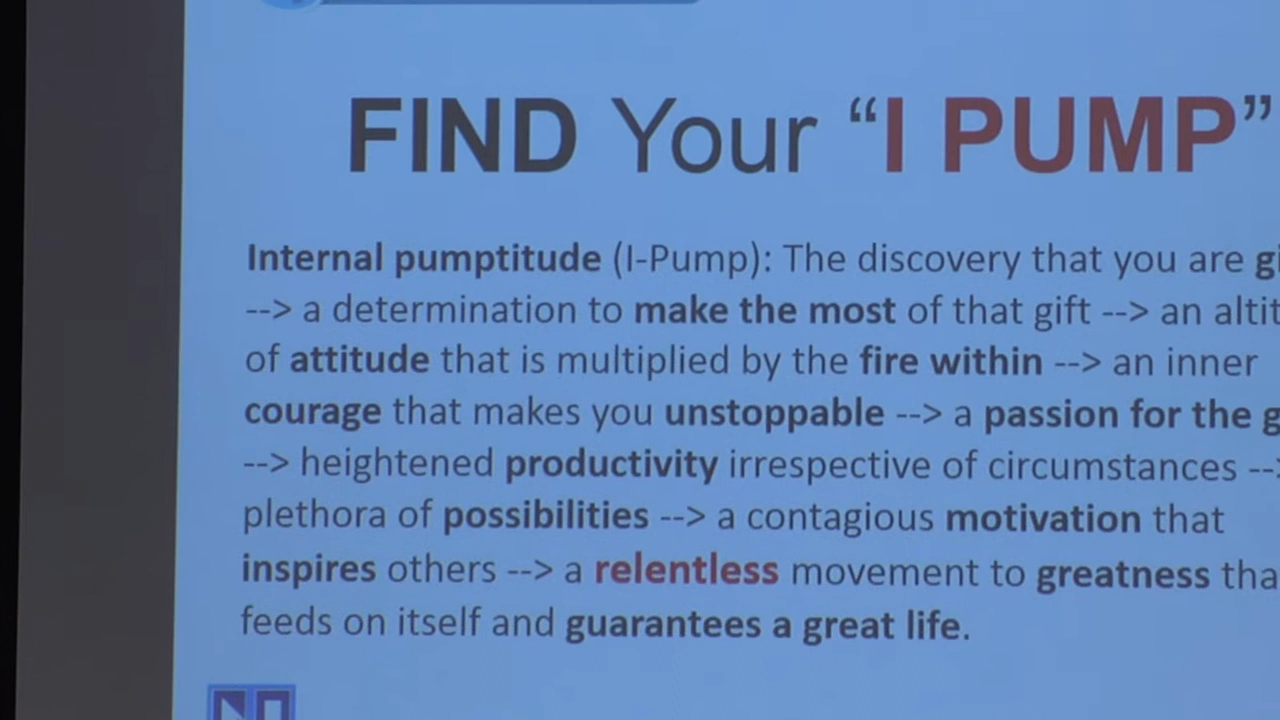 FIND Your “I PUMP”
Internal pumptitude (I-Pump): The discovery that you are
--> a determination to make the most of that gift --> an
of attitude that is multiplied by the fire within --> an inner
courage that makes you unstoppable --> a passion for the
--> heightened productivity irrespective of circumstances -->
plethora of possibilities --> a contagious motivation that
inspires others --> a relentless movement to greatness
feeds on itself and guarantees a great life.